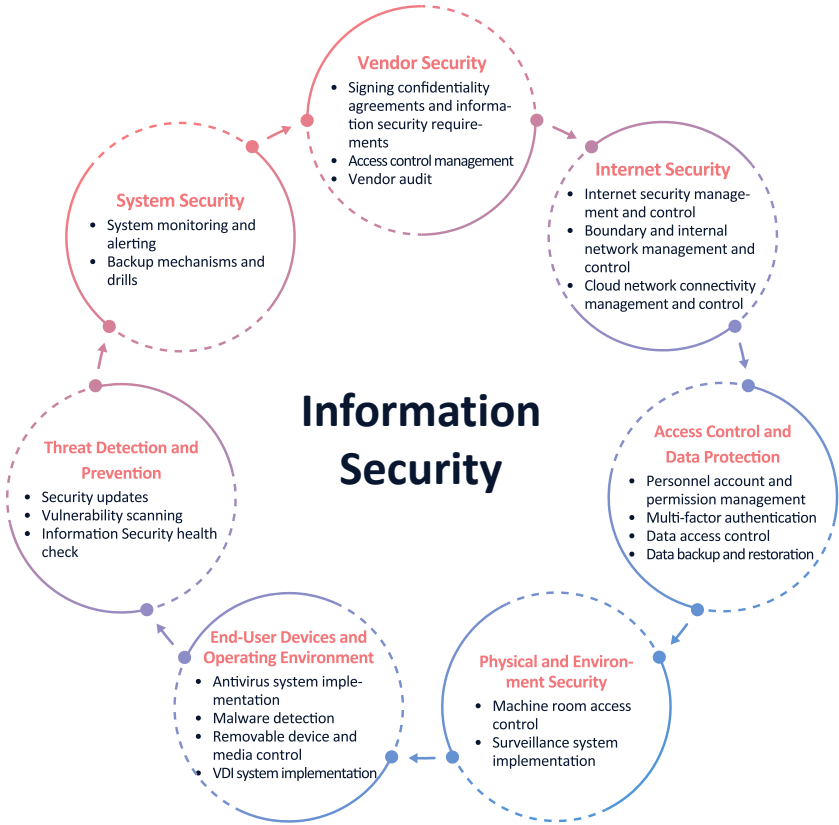 Vendor Security
• Signing confidentiality
agreements and informa-
tion security require-
ments
• Access control management
• Vendor audit
Internet Security
• Internet security manage-
ment and control
• Boundary and internal
network management and
control
• Cloud network connectivity
management and control
Access Control and
Data Protection
• Personnel account and
permission management
• Multi-factor authentication
• Data access control
• Data backup and restoration
Physical and Environ-
ment Security
• Machine room access
control
• Surveillance system
implementation
End-User Devices and
Operating Environment
• Antivirus system imple-
mentation
• Malware detection
• Removable device and
media control
• VDI system implementation
Threat Detection and
Prevention
• Security updates
• Vulnerability scanning
• Information Security health
check
System Security
• System monitoring and
alerting
• Backup mechanisms and
drills
Information
Security